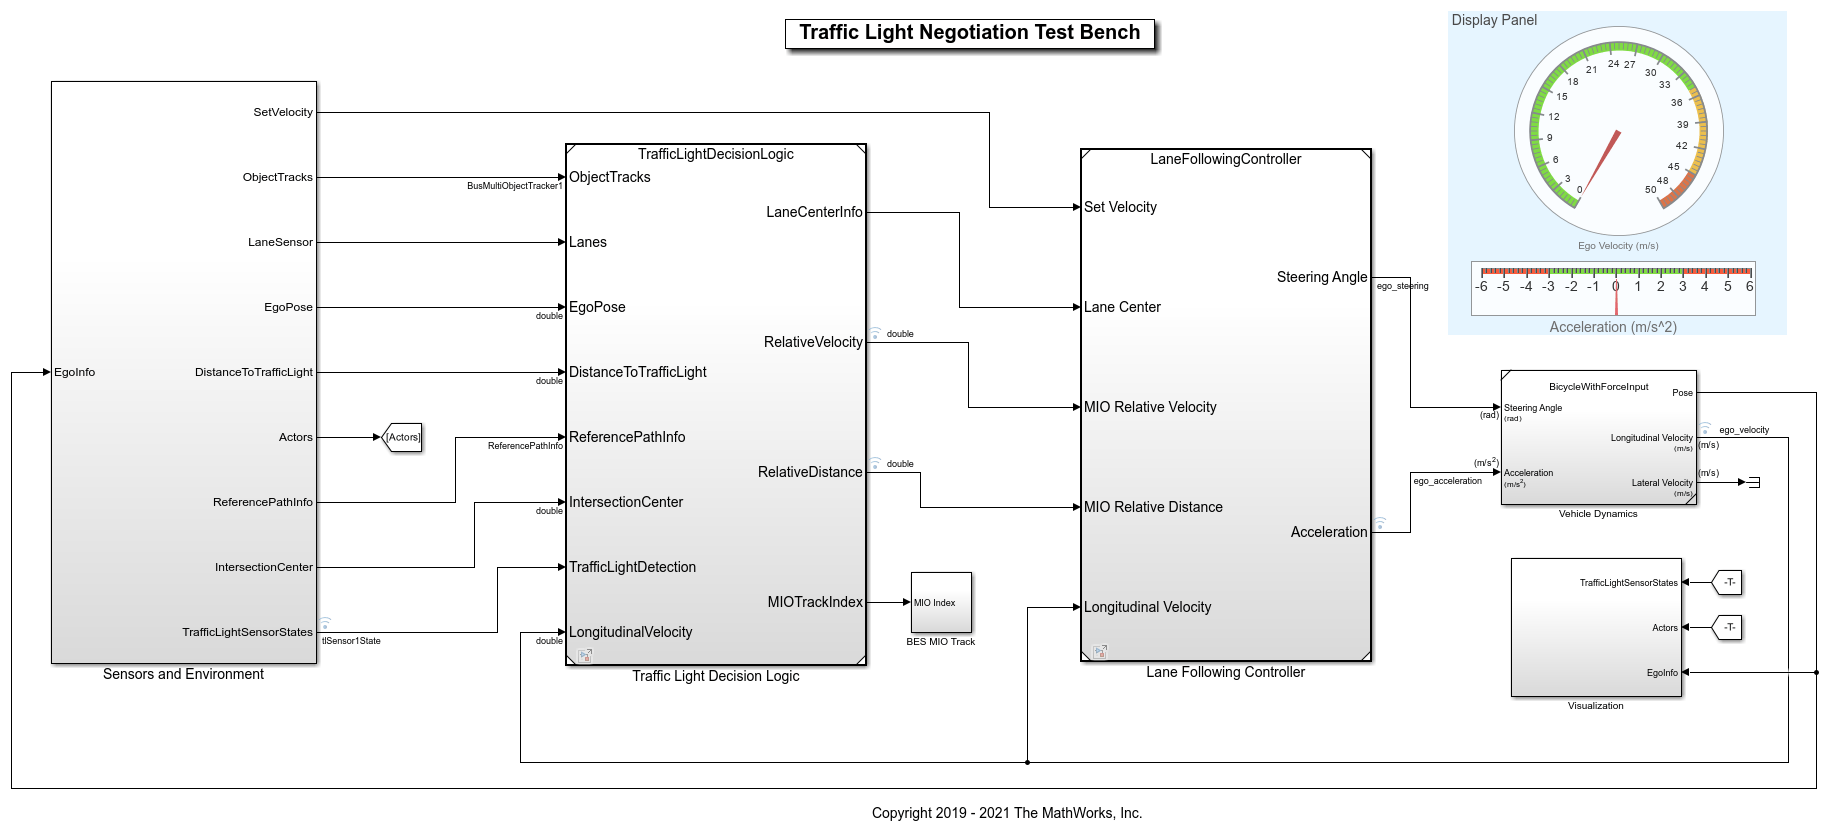 Traffic Light Negotiation Test Bench
Display Panel
0
3
6
9
12
15
18
21
24
27
30
33
36
39
42
45
48
50
Ego Velocity (m/s)
-6 -5 -4 -3 -2 -1 0 1 2 3 4 5 6
Acceleration (m/s^2)
EgoInfo
SetVelocity
ObjectTracks
LaneSensor
EgoPose
DistanceToTrafficLight
Actors
ReferencePathInfo
IntersectionCenter
TrafficLightSensorStates
Sensors and Environment
tlSensor1State
[Actors]
BusMultiObjectTracker1
double
double
ReferencePathInfo
double
double
TrafficLightDecisionLogic
ObjectTracks
Lanes
EgoPose
DistanceToTrafficLight
ReferencePathInfo
IntersectionCenter
TrafficLightDetection
LongitudinalVelocity
LaneCenterInfo
RelativeVelocity
RelativeDistance
MIOTrackIndex
Traffic Light Decision Logic
double
double
MIO Index
BES MIO Track
LaneFollowingController
Set Velocity
Lane Center
MIO Relative Velocity
MIO Relative Distance
Longitudinal Velocity
Steering Angle
Acceleration
Lane Following Controller
ego_steering
(rad)
(m/s²)
ego_acceleration
BicycleWithForceInput
Steering Angle
(rad)
Acceleration
(m/s²)
Pose
Longitudinal Velocity
(m/s)
Lateral Velocity
(m/s)
Vehicle Dynamics
ego_velocity
(m/s)
(m/s)
TrafficLightSensorStates
Actors
EgoInfo
Visualization
-T-
-T-
Copyright 2019 - 2021 The MathWorks, Inc.